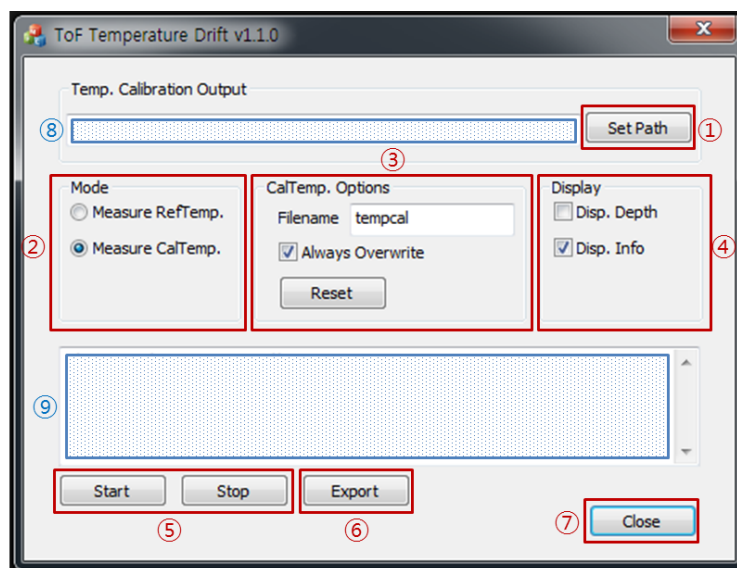 ToF Temperature Drift v1.1.0
Temp. Calibration Output
⑧ Set Path ①
③
Mode CalTemp. Options Display
Measure RefTemp. Filename tempcal Disp. Depth
② Measure CalTemp. Always Overwrite Disp. Info ④
Reset
⑨
Start Stop Export
⑤ ⑥ ⑦ Close